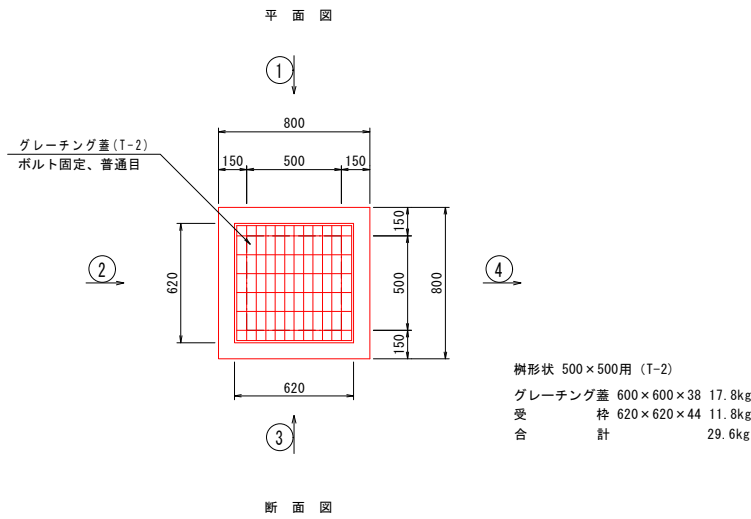 平 面 図
①
800
グレーチング蓋(T-2)
ボルト固定、普通目
150 500 150
150
②
620
500
800
④
150
620
③
桝形状 500×500用 (T-2)
グレーチング蓋 600×600×38 17.8kg
受 枠 620×620×44 11.8kg
合 計 29.6kg
断 面 図